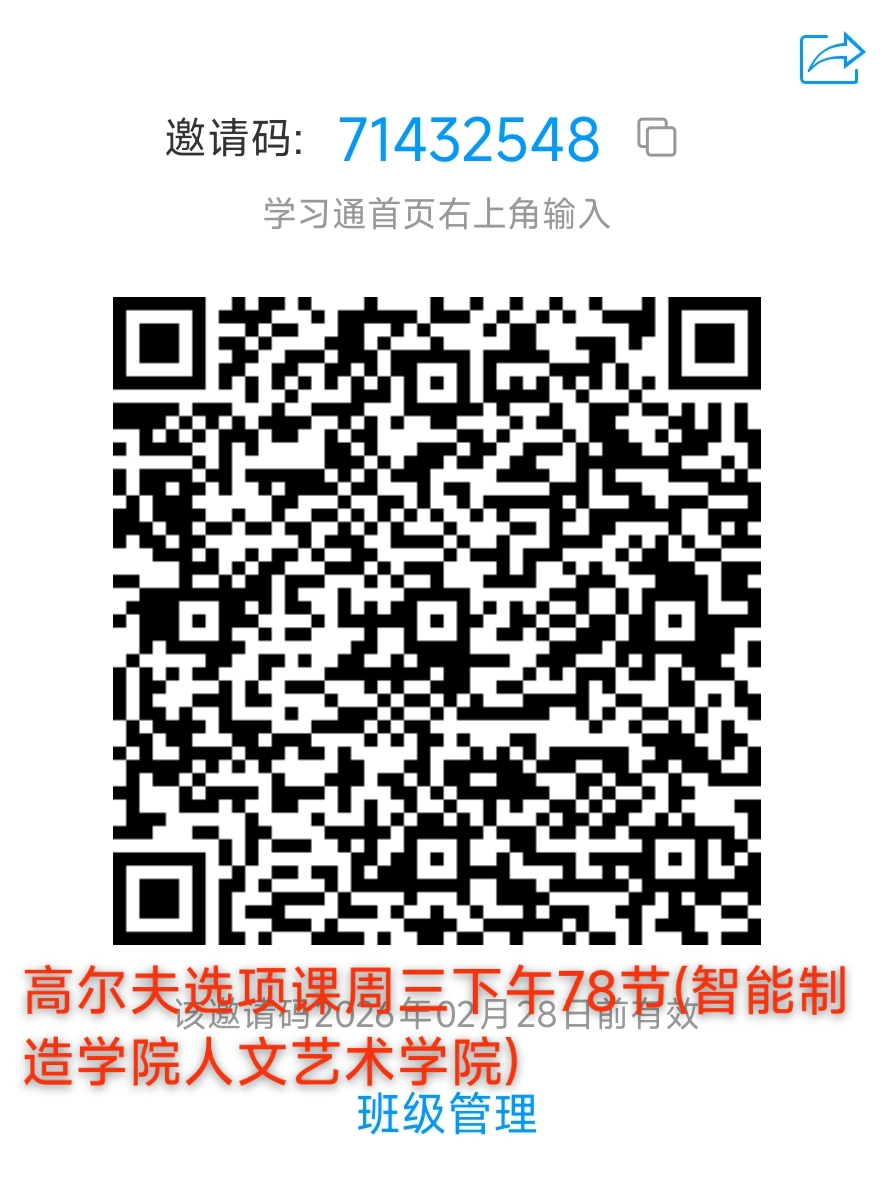 邀请码: 71432548
学习通首页右上角输入
高尔夫选项课周三下午78节(智能制
该邀请码2026年02月28日前有效
造学院人文艺术学院)
班级管理